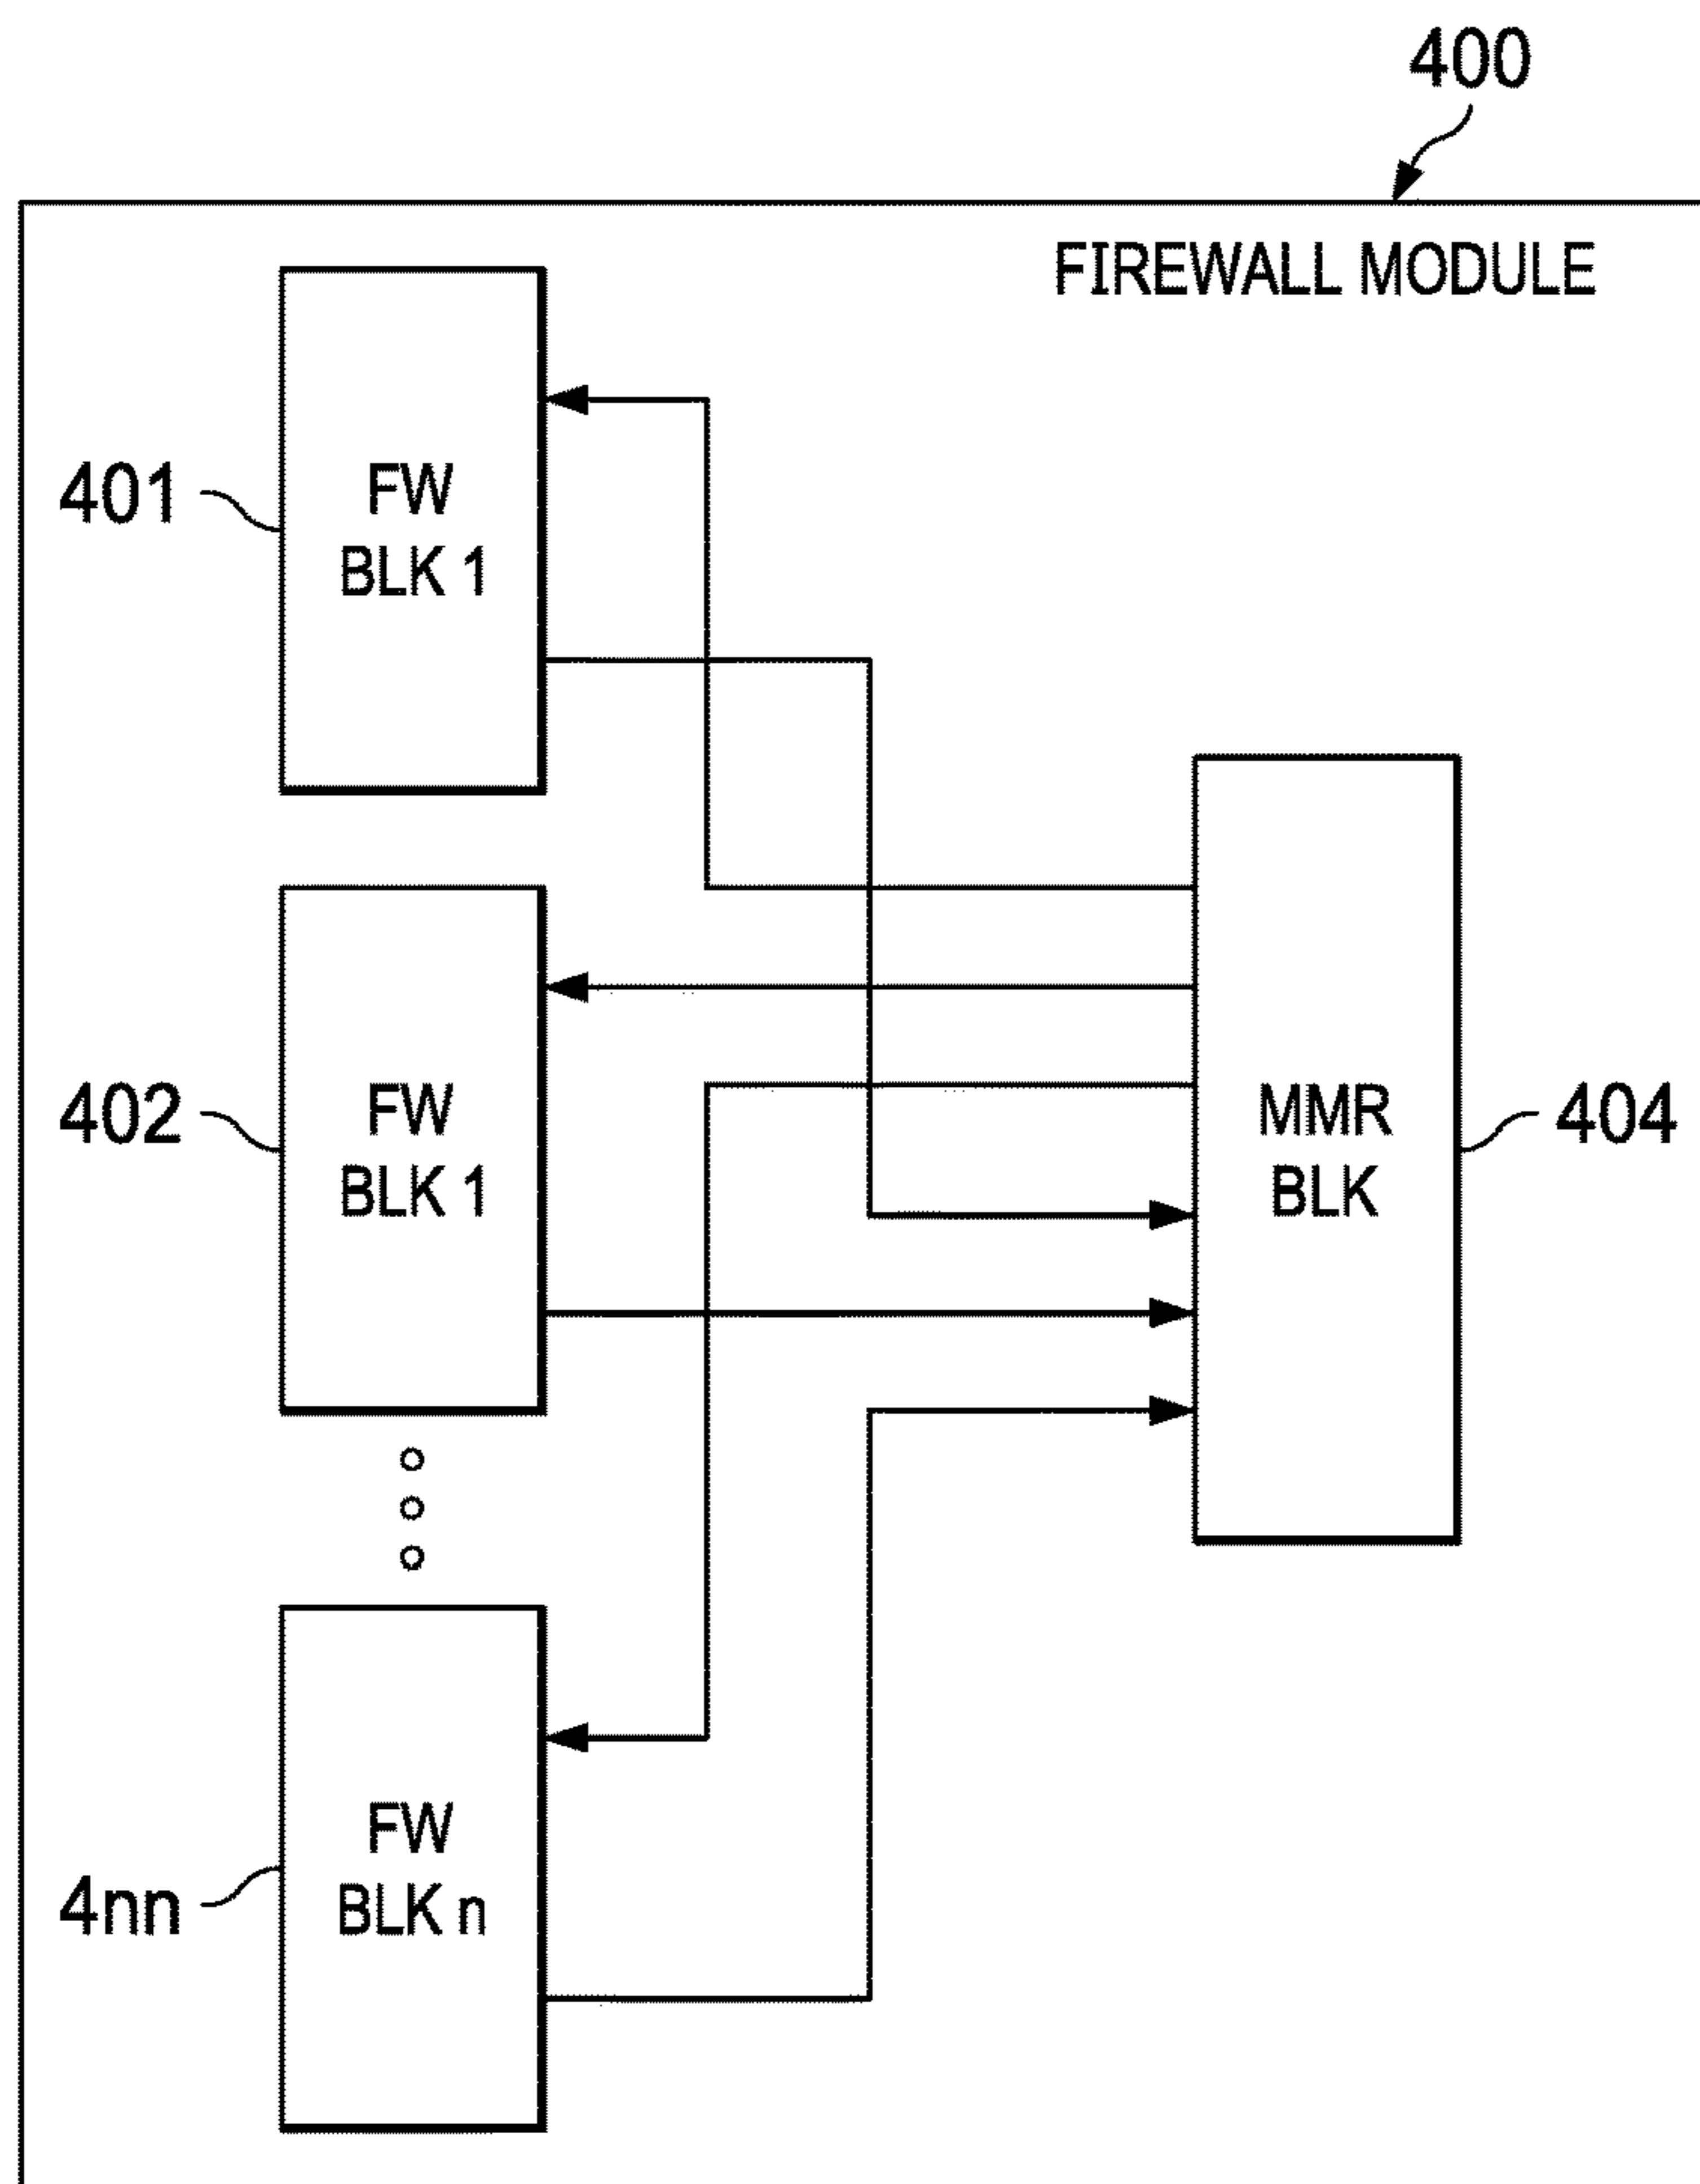 400
FIREWALL MODULE
401
FW
BLK 1
402
FW
BLK 1
MMR
BLK
404
4nn
FW
BLK n